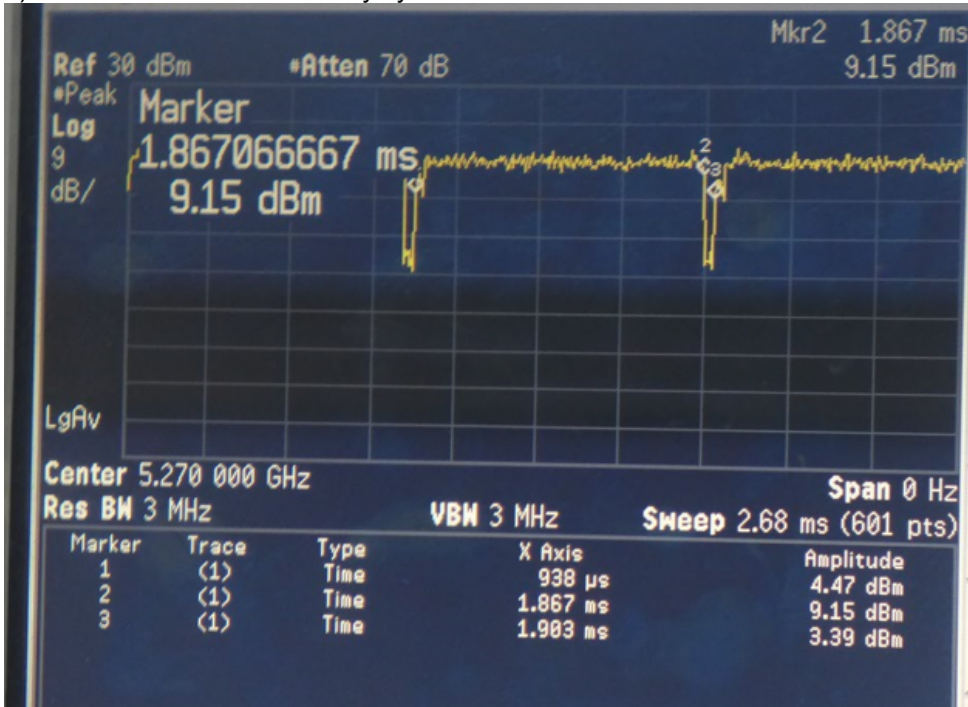 Mkr2 1.867 ms
Ref 30 dBm #Atten 70 dB 9.15 dBm
#Peak
Log
9
dB/
Marker
1.867066667 ms
9.15 dBm
2
3
LgAv
Center 5.270 000 GHz Span 0 Hz
Res BW 3 MHz VBW 3 MHz Sweep 2.68 ms (601 pts)
Marker Trace Type X Axis Amplitude
1 (1) Time 938 µs 4.47 dBm
2 (1) Time 1.867 ms 9.15 dBm
3 (1) Time 1.903 ms 3.39 dBm